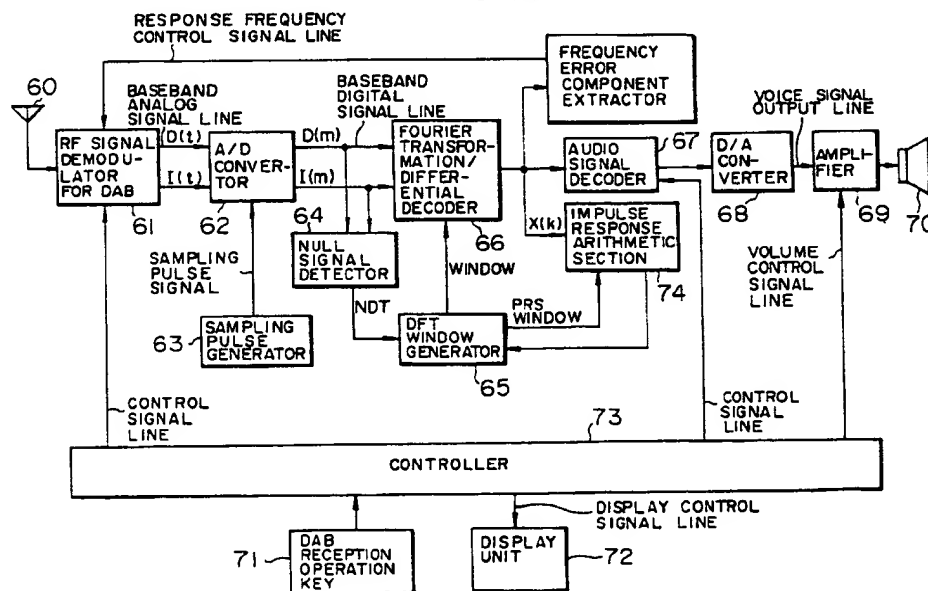 RESPONSE FREQUENCY
CONTROL SIGNAL LINE
60
BASEBAND
ANALOG
SIGNAL LINE
BASEBAND
DIGITAL
SIGNAL LINE
FREQUENCY
ERROR
COMPONENT
EXTRACTOR
VOICE SIGNAL
OUTPUT LINE
RF SIGNAL
DEMODU-
LATOR
FOR DAB
61
D(t)
I(t)
A/D
CONVER-
TOR
62
D(m)
I(m)
FOURIER
TRANSFOR-
MATION/
DIFFER-
ENTIAL
DECODER
66
AUDIO
SIGNAL
DECODER
67
D/A
CON-
VERTER
68
AMPLI-
FIER
69
70
64
NULL
SIGNAL
DETECTOR
X(k)
IMPULSE
RESPONSE
ARITHMETIC
SECTION
74
SAMPLING
PULSE
SIGNAL
WINDOW
VOLUME
CONTROL
SIGNAL
LINE
NDT
PRS
WINDOW
63
SAMPLING
PULSE
GENERATOR
DFT
WINDOW
GENERATOR
65
CONTROL
SIGNAL
LINE
CONTROL
SIGNAL
LINE
73
CONTROLLER
DISPLAY CONTROL
SIGNAL LINE
71
DAB
RECEPTION
OPERATION
KEY
DISPLAY
UNIT
72